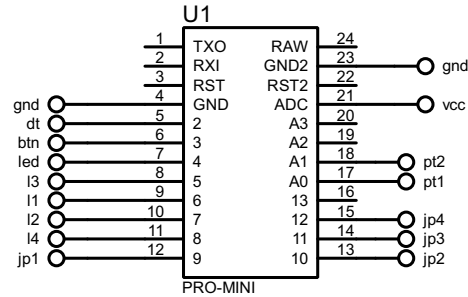 U1
1 TXO RAW 24
2 RXI GND2 23 gnd
3 RST RST2 22
gnd 4 GND ADC 21 vcc
dt 5 2 A3 20
btn 6 3 A2 19
led 7 4 A1 18 pt2
l3 8 5 A0 17 pt1
l1 9 6 13 16
l2 10 7 12 15 jp4
l4 11 8 11 14 jp3
jp1 12 9 10 13 jp2
PRO-MINI